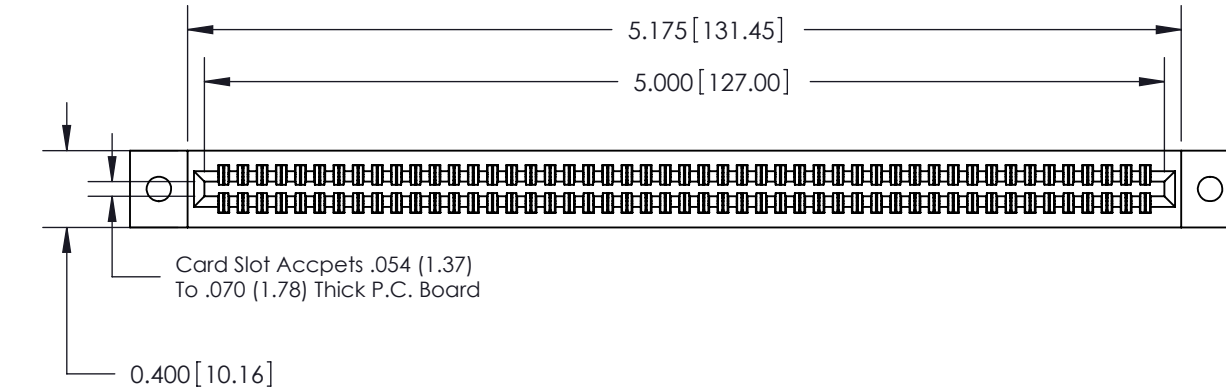 5.175[131.45]
5.000[127.00]
Card Slot Accpets .054 (1.37)
To .070 (1.78) Thick P.C. Board
0.400[10.16]